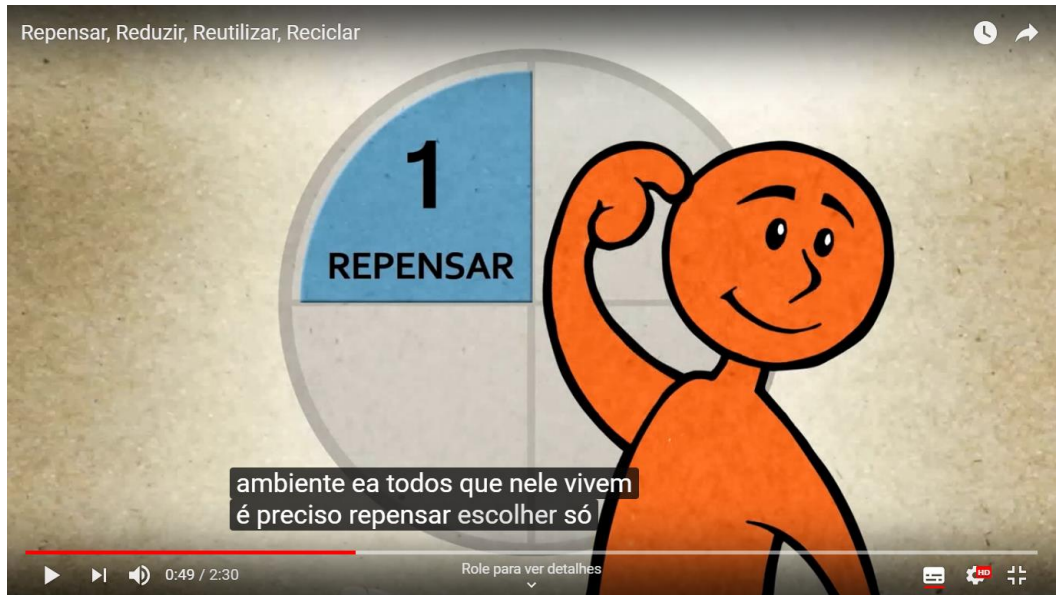 Repensar, Reduzir, Reutilizar, Reciclar
1
REPENSAR
ambiente ea todos que nele vivem
é preciso repensar escolher só
0:49 / 2:30
Role para ver detalhes
HD